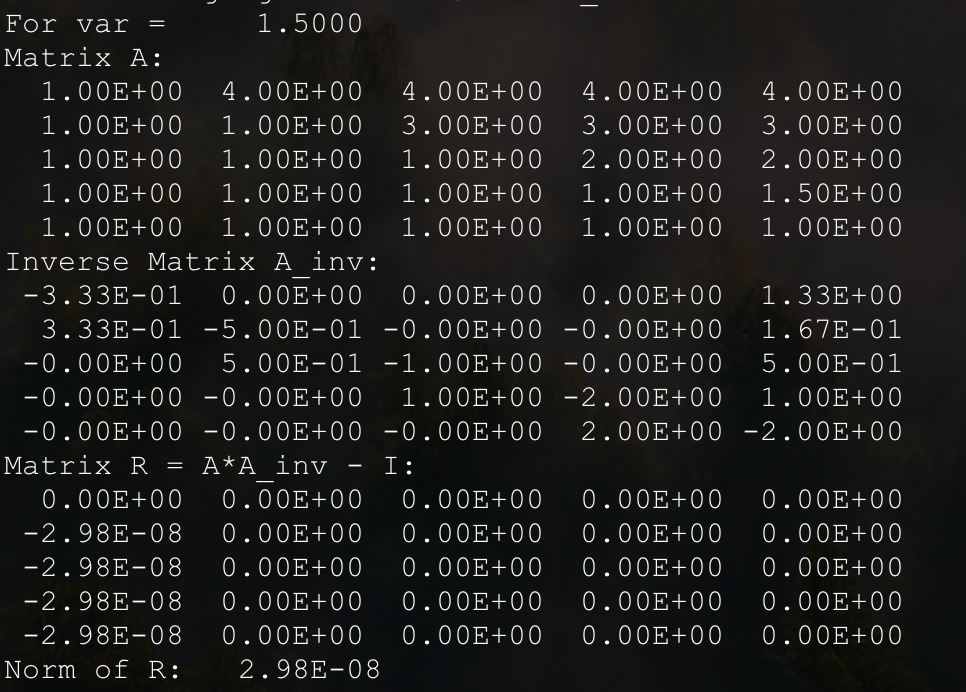 For var =     1.5000
Matrix A:
  1.00E+00  4.00E+00  4.00E+00  4.00E+00  4.00E+00
  1.00E+00  1.00E+00  3.00E+00  3.00E+00  3.00E+00
  1.00E+00  1.00E+00  1.00E+00  2.00E+00  2.00E+00
  1.00E+00  1.00E+00  1.00E+00  1.00E+00  1.50E+00
  1.00E+00  1.00E+00  1.00E+00  1.00E+00  1.00E+00
Inverse Matrix A_inv:
 -3.33E-01  0.00E+00  0.00E+00  0.00E+00  1.33E+00
  3.33E-01 -5.00E-01 -0.00E+00 -0.00E+00  1.67E-01
 -0.00E+00  5.00E-01 -1.00E+00 -0.00E+00  5.00E-01
 -0.00E+00 -0.00E+00  1.00E+00 -2.00E+00  1.00E+00
 -0.00E+00 -0.00E+00 -0.00E+00  2.00E+00 -2.00E+00
Matrix R = A*A_inv - I:
  0.00E+00  0.00E+00  0.00E+00  0.00E+00  0.00E+00
 -2.98E-08  0.00E+00  0.00E+00  0.00E+00  0.00E+00
 -2.98E-08  0.00E+00  0.00E+00  0.00E+00  0.00E+00
 -2.98E-08  0.00E+00  0.00E+00  0.00E+00  0.00E+00
 -2.98E-08  0.00E+00  0.00E+00  0.00E+00  0.00E+00
Norm of R:   2.98E-08